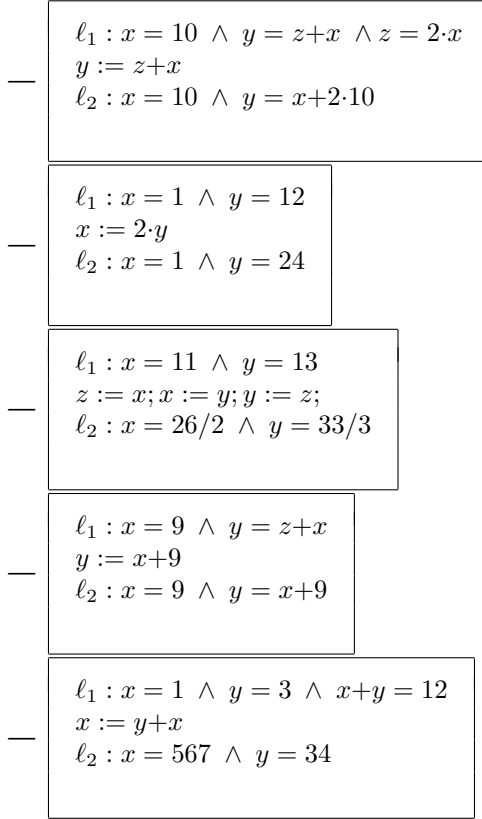 ℓ₁ : x = 10 ∧ y = z+x ∧ z = 2·x
y := z+x
— ℓ₂ : x = 10 ∧ y = x+2·10
ℓ₁ : x = 1 ∧ y = 12
— x := 2·y
ℓ₂ : x = 1 ∧ y = 24
ℓ₁ : x = 11 ∧ y = 13
z := x; x := y; y := z;
— ℓ₂ : x = 26/2 ∧ y = 33/3
ℓ₁ : x = 9 ∧ y = z+x
— y := x+9
ℓ₂ : x = 9 ∧ y = x+9
ℓ₁ : x = 1 ∧ y = 3 ∧ x+y = 12
x := y+x
— ℓ₂ : x = 567 ∧ y = 34